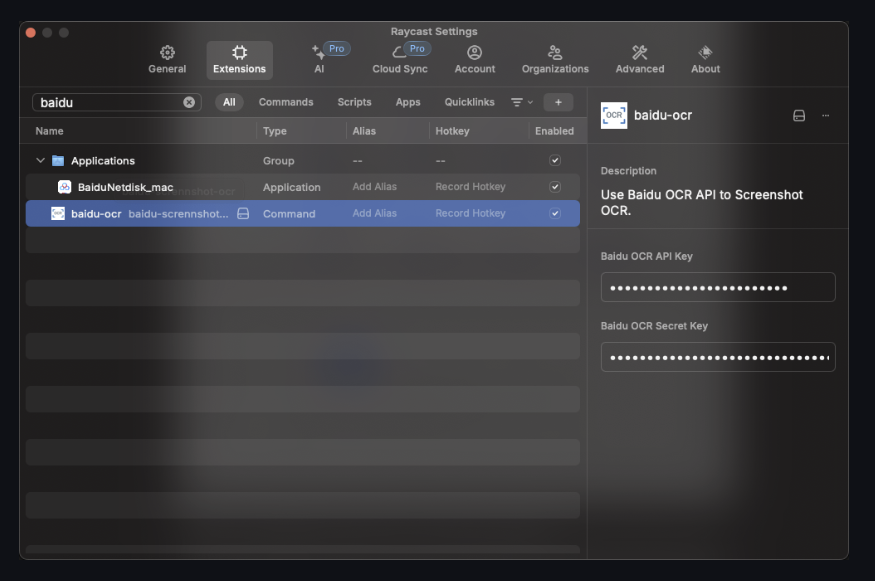 Raycast Settings
Pro
Pro
General
Extensions
AI
Cloud Sync
Account
Organizations
Advanced
About
baidu
All
Commands
Scripts
Apps
Quicklinks
+
Name
Type
Alias
Hotkey
Enabled
Applications
Group
--
--
BaiduNetdisk_mac
Application
Add Alias
Record Hotkey
baidu-ocr
baidu-scrennshot...
Command
Add Alias
Record Hotkey
OCR
baidu-ocr
...
Description
Use Baidu OCR API to Screenshot
OCR.
Baidu OCR API Key
Baidu OCR Secret Key